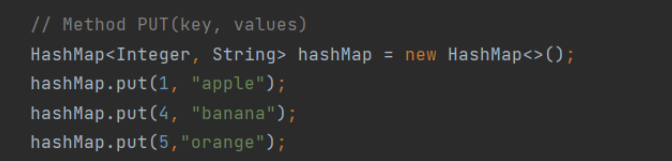 // Method PUT(key, values)
HashMap<Integer, String> hashMap = new HashMap<>();
hashMap.put(1, "apple");
hashMap.put(4, "banana");
hashMap.put(5,"orange");